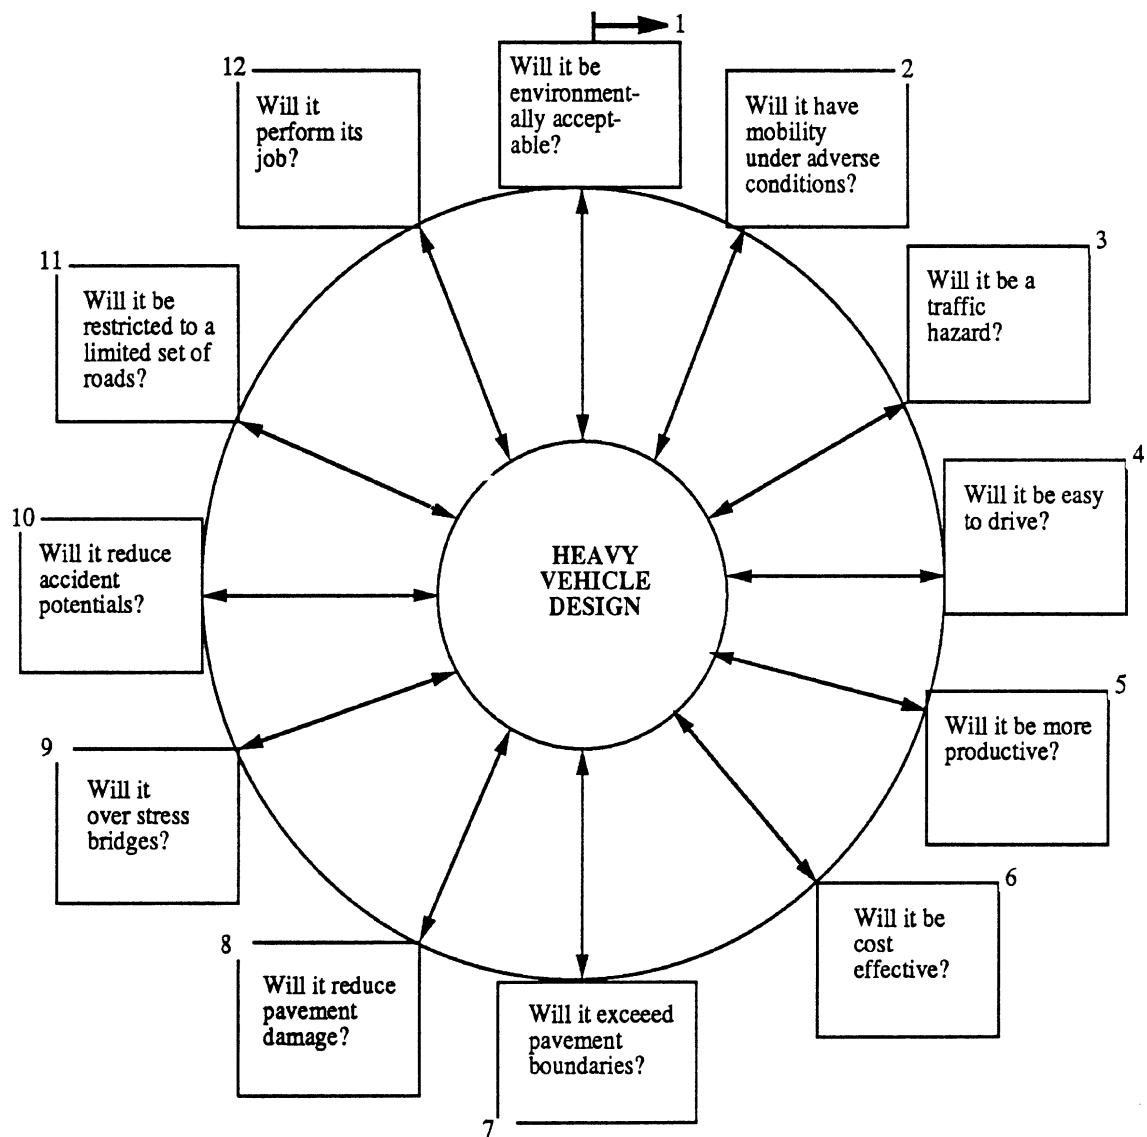 1
Will it be
environment-
ally accept-
able?
2
Will it have
mobility
under adverse
conditions?
3
Will it be a
traffic
hazard?
4
Will it be easy
to drive?
5
Will it be more
productive?
6
Will it be
cost
effective?
7
Will it exceeed
pavement
boundaries?
8
Will it reduce
pavement
damage?
9
Will it
over stress
bridges?
10
Will it reduce
accident
potentials?
11
Will it be
restricted to a
limited set of
roads?
12
Will it
perform its
job?
HEAVY
VEHICLE
DESIGN